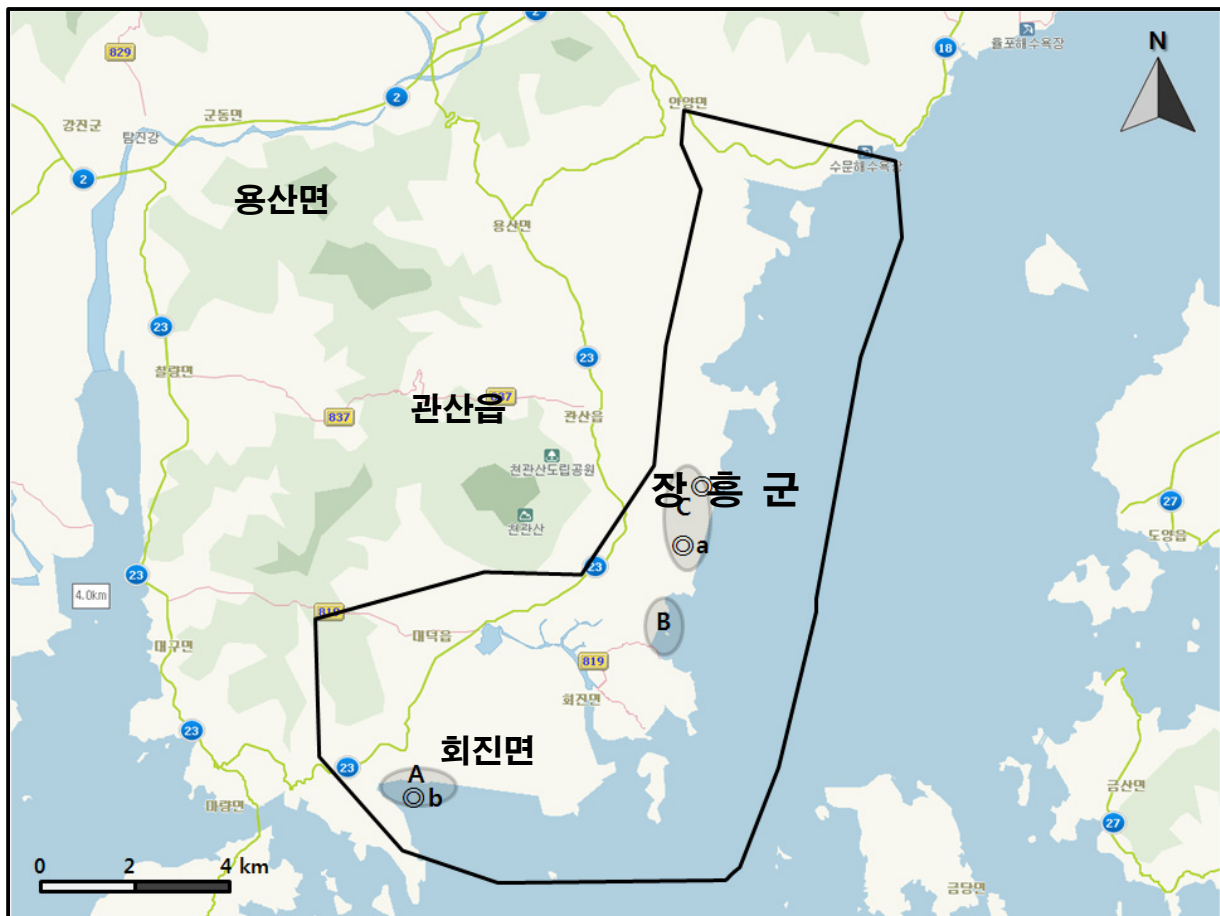 829
2
18
율포해수욕장
N
강진군
군동면
안양면
탐진강
2
수문해수욕장
용산면
용산면
23
23
칠량면
837
관산읍
837
관산읍
천관산도립공원
장흥군
C
27
천관산
도양읍
a
23
23
4.0km
819
B
대구면
대덕읍
819
회진면
23
회진면
23
A
b
마량면
금산면
27
0 2 4 km
금당면